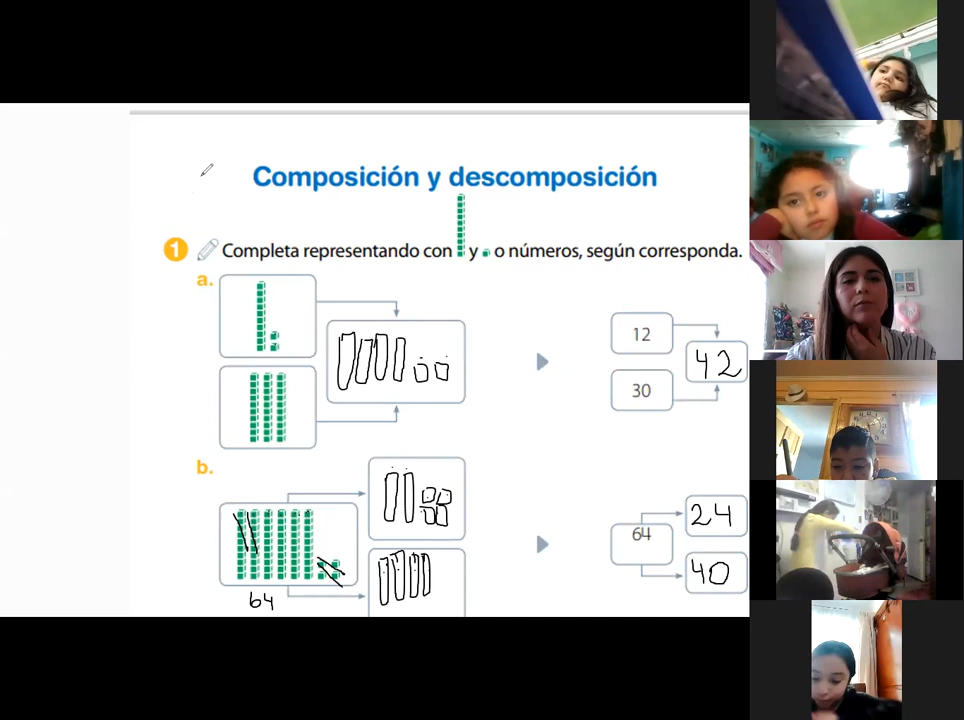 Composición y descomposición
1 Completa representando con y o números, según corresponda.
a.
12
42
30
b.
24
64
40
64